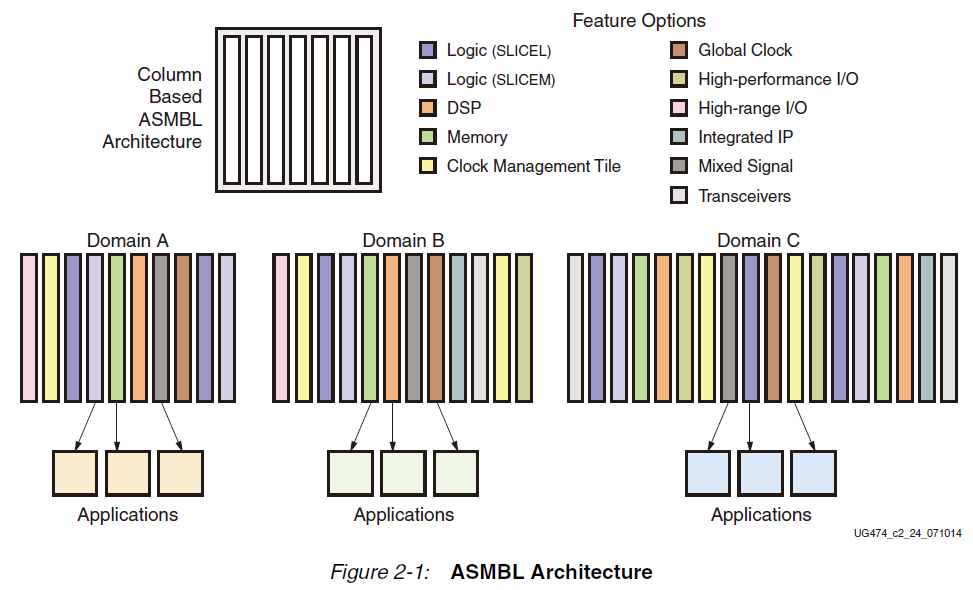 Feature Options
Column
Based
ASMBL
Architecture
Logic (SLICEL)
Logic (SLICEM)
DSP
Memory
Clock Management Tile
Global Clock
High-performance I/O
High-range I/O
Integrated IP
Mixed Signal
Transceivers
Domain A
Domain B
Domain C
Applications
Applications
Applications
UG474_c2_24_071014
Figure 2-1: ASMBL Architecture